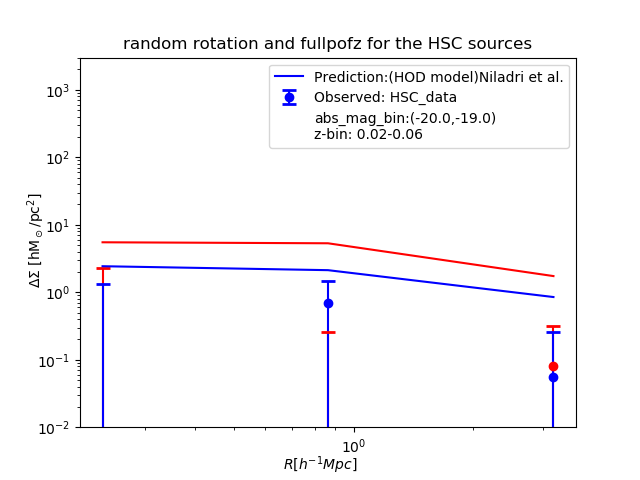 random rotation and fullpofz for the HSC sources
Prediction:(HOD model)Niladri et al.
Observed: HSC_data
abs_mag_bin:(-20.0,-19.0)
z-bin: 0.02-0.06
ΔΣ [hM⊙/pc²]
10³
10²
10¹
10⁰
10⁻¹
10⁻²
10⁰
R[h⁻¹Mpc]